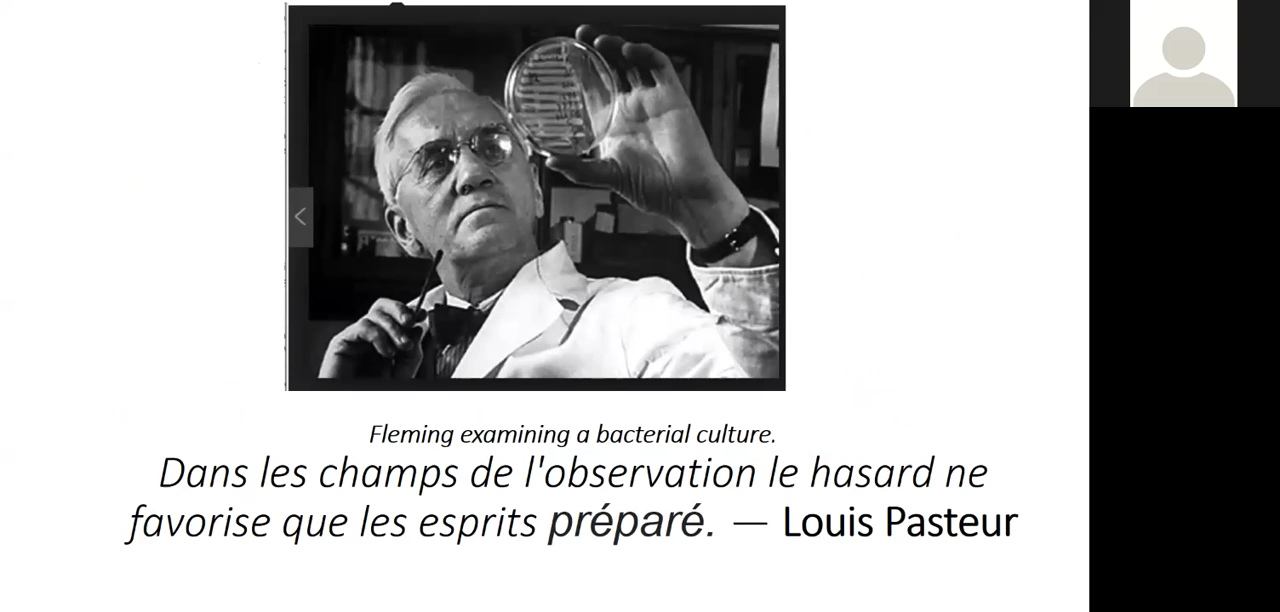 Fleming examining a bacterial culture.
Dans les champs de l'observation le hasard ne
favorise que les esprits préparé. — Louis Pasteur